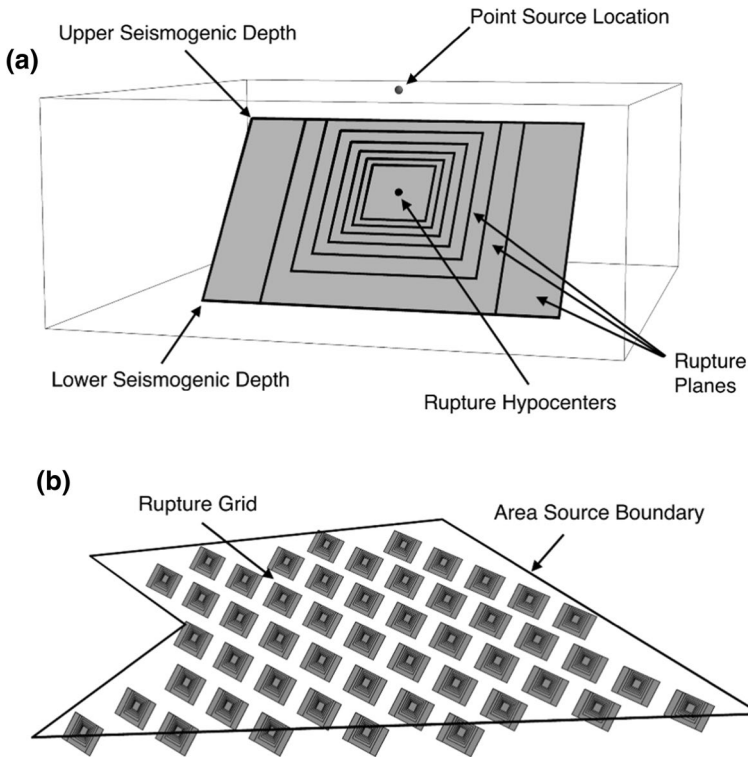 Point Source Location
Upper Seismogenic Depth
(a)
Lower Seismogenic Depth
Rupture Hypocenters
Rupture
Planes
(b)
Rupture Grid
Area Source Boundary